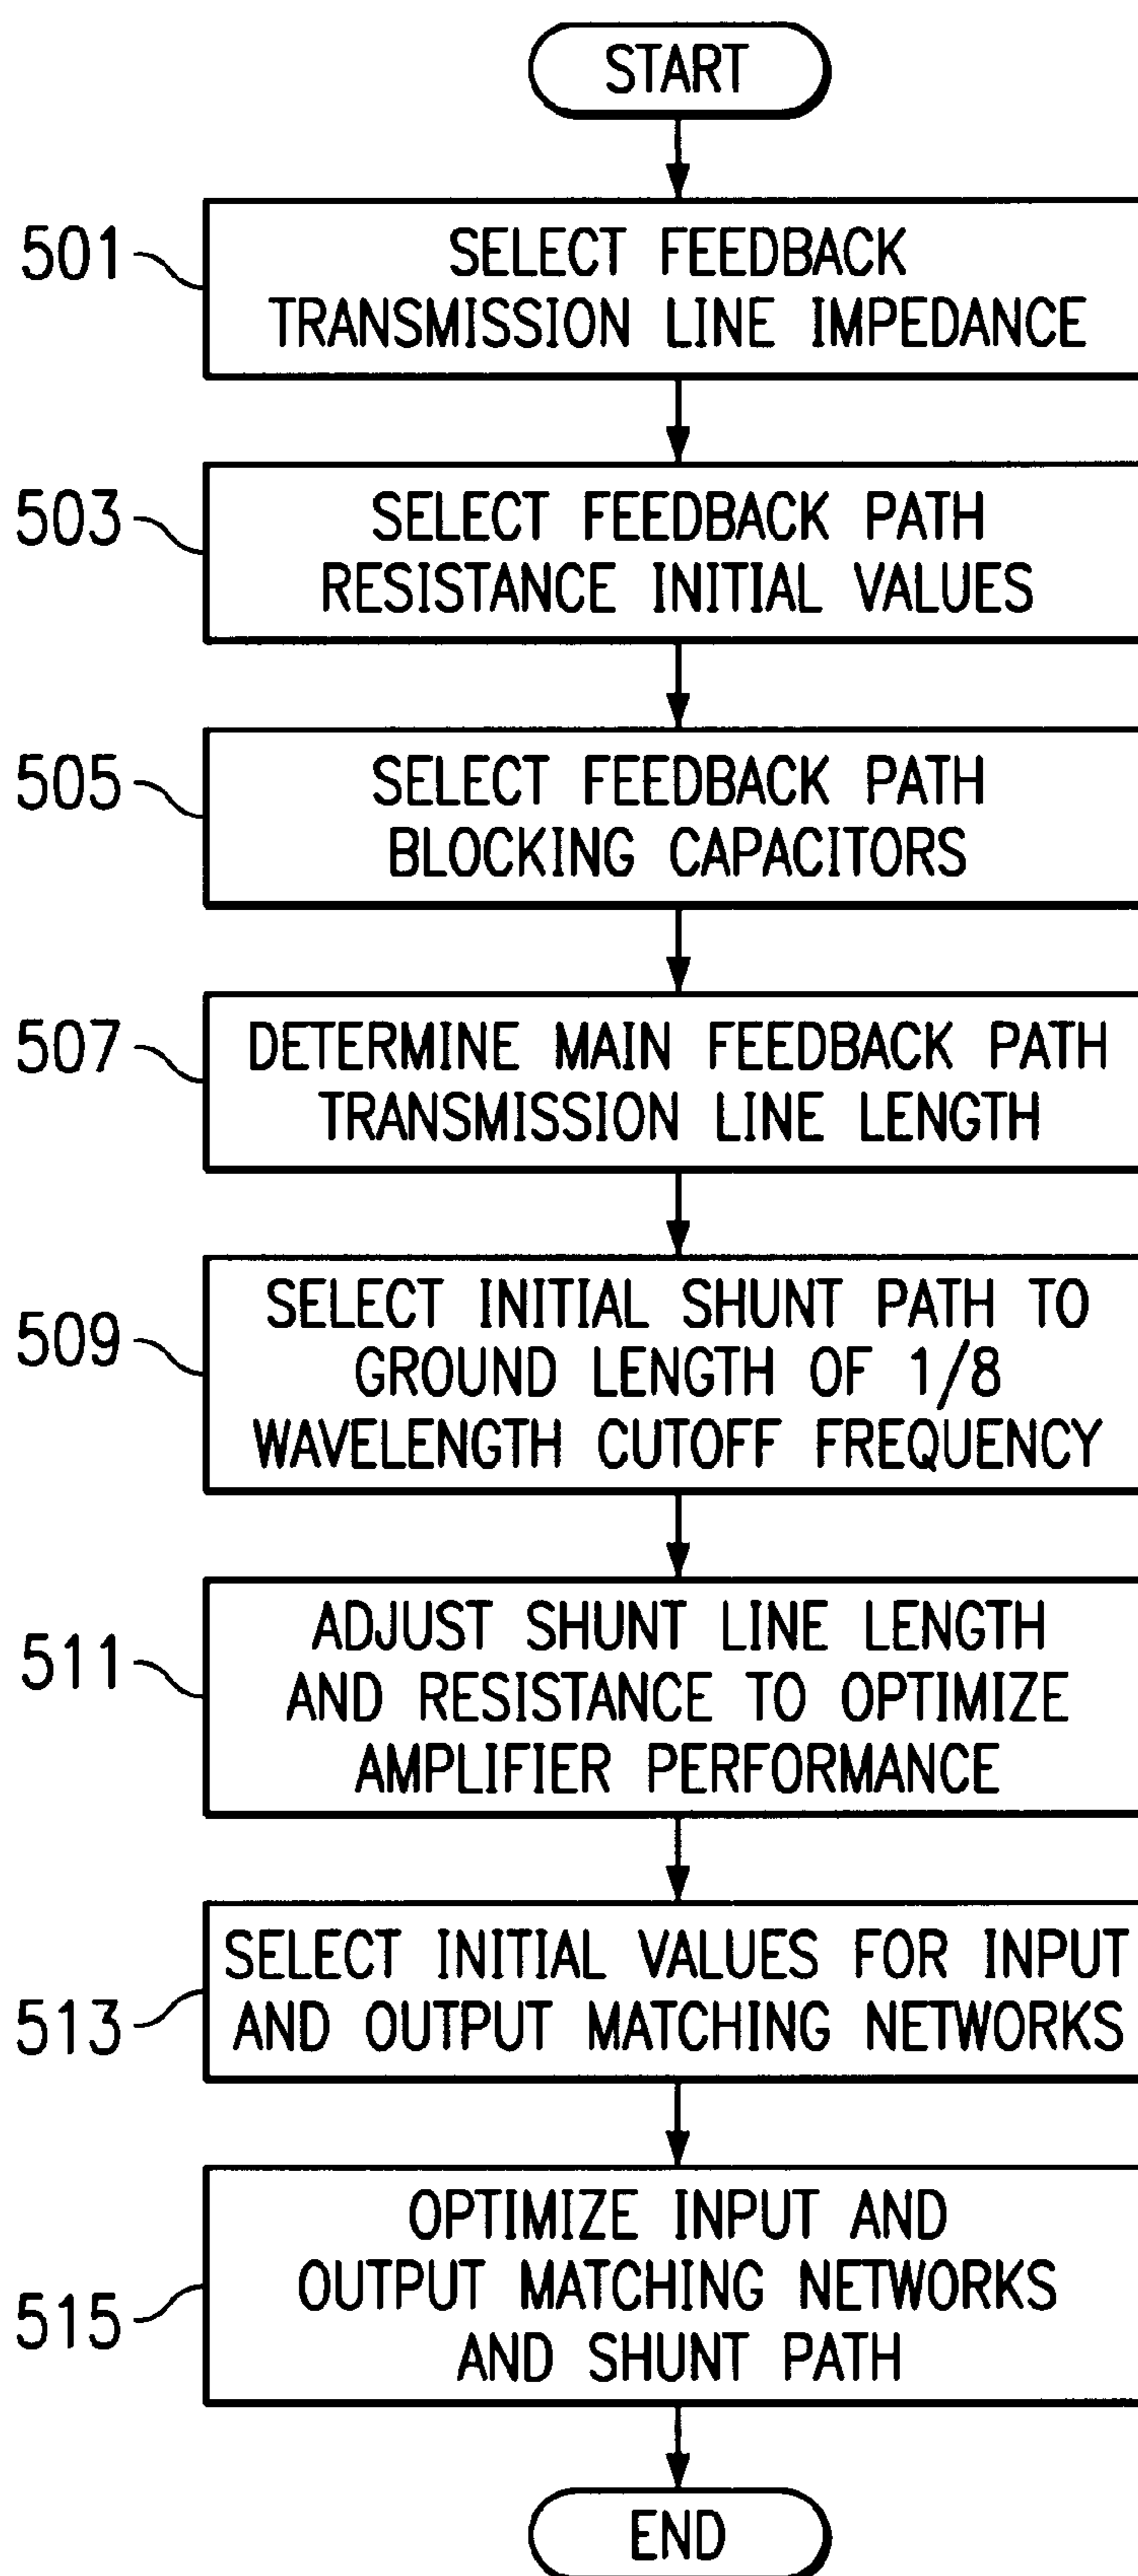 START
501
SELECT FEEDBACK
TRANSMISSION LINE IMPEDANCE
503
SELECT FEEDBACK PATH
RESISTANCE INITIAL VALUES
505
SELECT FEEDBACK PATH
BLOCKING CAPACITORS
507
DETERMINE MAIN FEEDBACK PATH
TRANSMISSION LINE LENGTH
509
SELECT INITIAL SHUNT PATH TO
GROUND LENGTH OF 1/8
WAVELENGTH CUTOFF FREQUENCY
511
ADJUST SHUNT LINE LENGTH
AND RESISTANCE TO OPTIMIZE
AMPLIFIER PERFORMANCE
513
SELECT INITIAL VALUES FOR INPUT
AND OUTPUT MATCHING NETWORKS
515
OPTIMIZE INPUT AND
OUTPUT MATCHING NETWORKS
AND SHUNT PATH
END